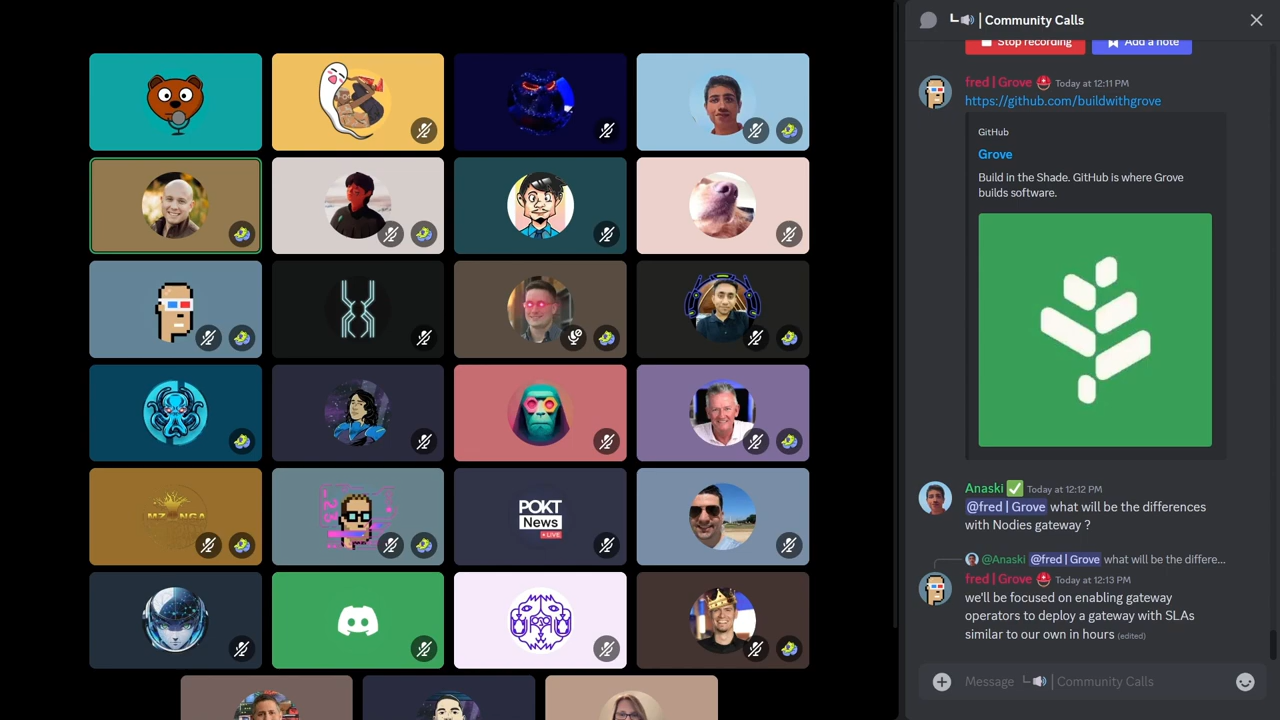 | Community Calls
Stop recording
Add a note
fred | Grove Today at 12:11 PM
https://github.com/buildwithgrove
GitHub
Grove
Build in the Shade. GitHub is where Grove
builds software.
Anaski Today at 12:12 PM
@fred | Grove what will be the differences
with Nodies gateway ?
@Anaski @fred | Grove what will be the differe...
fred | Grove Today at 12:13 PM
we'll be focused on enabling gateway
operators to deploy a gateway with SLAs
similar to our own in hours (edited)
Message | Community Calls
MZONGA
POKT
News
LIVE